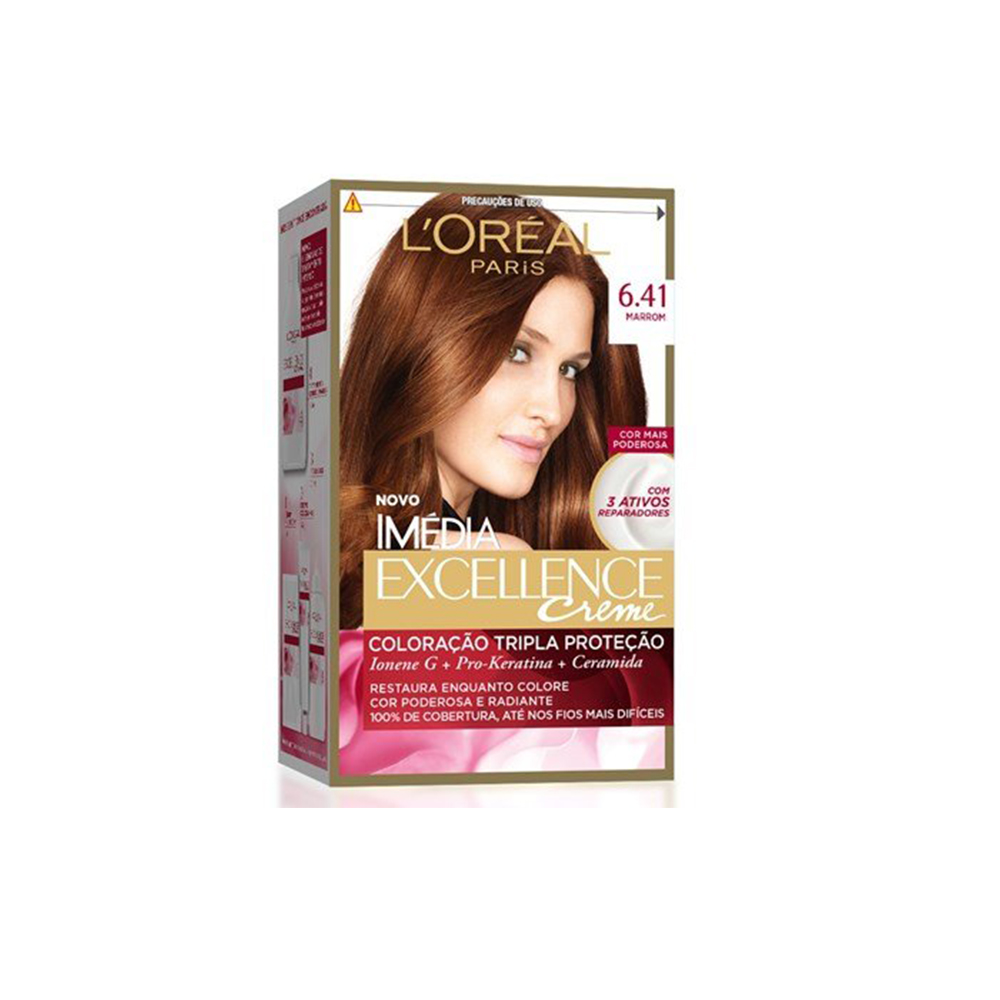 PRECAUÇÕES DE USO
L'ORÉAL
PARiS
6.41
MARROM
COR MAIS
PODEROSA
COM
3 ATIVOS
REPARADORES
NOVO
IMÉDIA
EXCELLENCE
Creme
COLORAÇÃO TRIPLA PROTEÇÃO
Ionene G + Pro-Keratina + Ceramida
RESTAURA ENQUANTO COLORE
COR PODEROSA E RADIANTE
100% DE COBERTURA, ATÉ NOS FIOS MAIS DIFÍCEIS